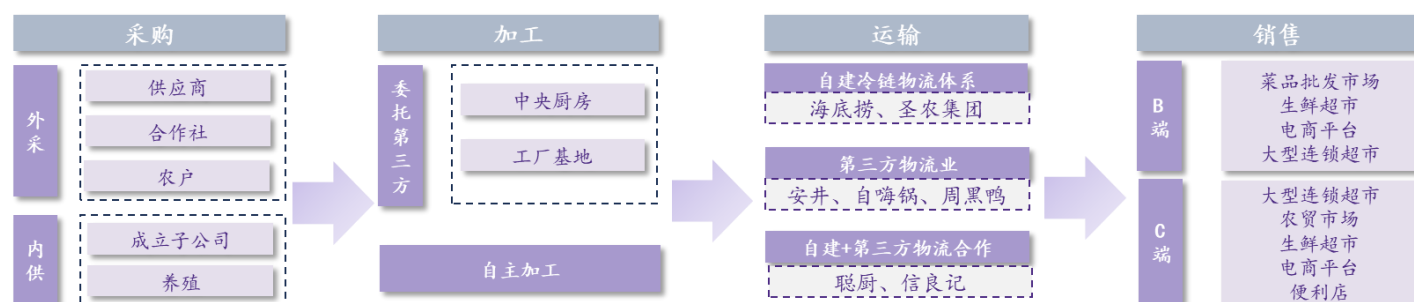 采购
外采
供应商
合作社
农户
内供
成立子公司
养殖
加工
委托第三方
中央厨房
工厂基地
自主加工
运输
自建冷链物流体系
海底捞、圣农集团
第三方物流业
安井、自嗨锅、周黑鸭
自建+第三方物流合作
聪厨、信良记
销售
B端
菜品批发市场
生鲜超市
电商平台
大型连锁超市
C端
大型连锁超市
农贸市场
生鲜超市
电商平台
便利店